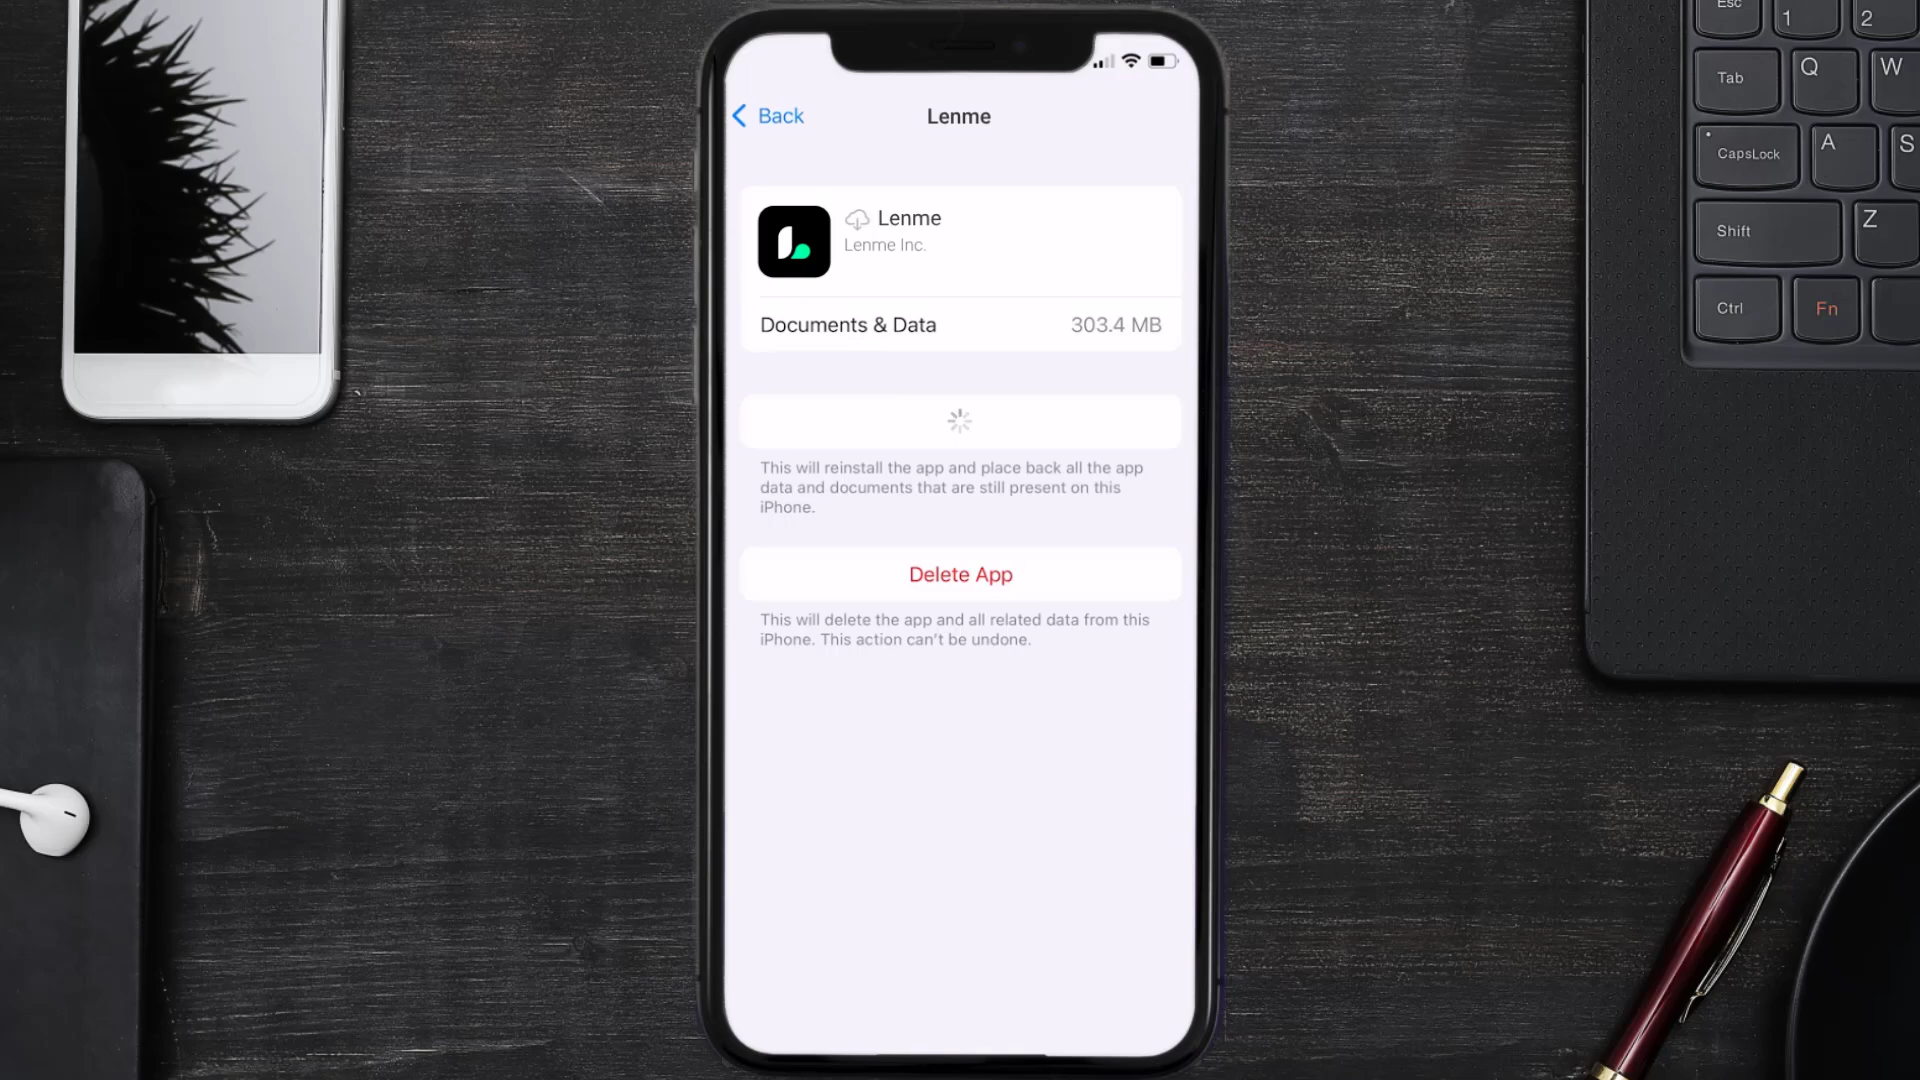 Back
Lenme
Lenme
Lenme Inc.
Documents & Data 303.4 MB
This will reinstall the app and place back all the app
data and documents that are still present on this
iPhone.
Delete App
This will delete the app and all related data from this
iPhone. This action can't be undone.
Esc 1 2
Tab Q W
CapsLock A S
Shift Z
Ctrl Fn